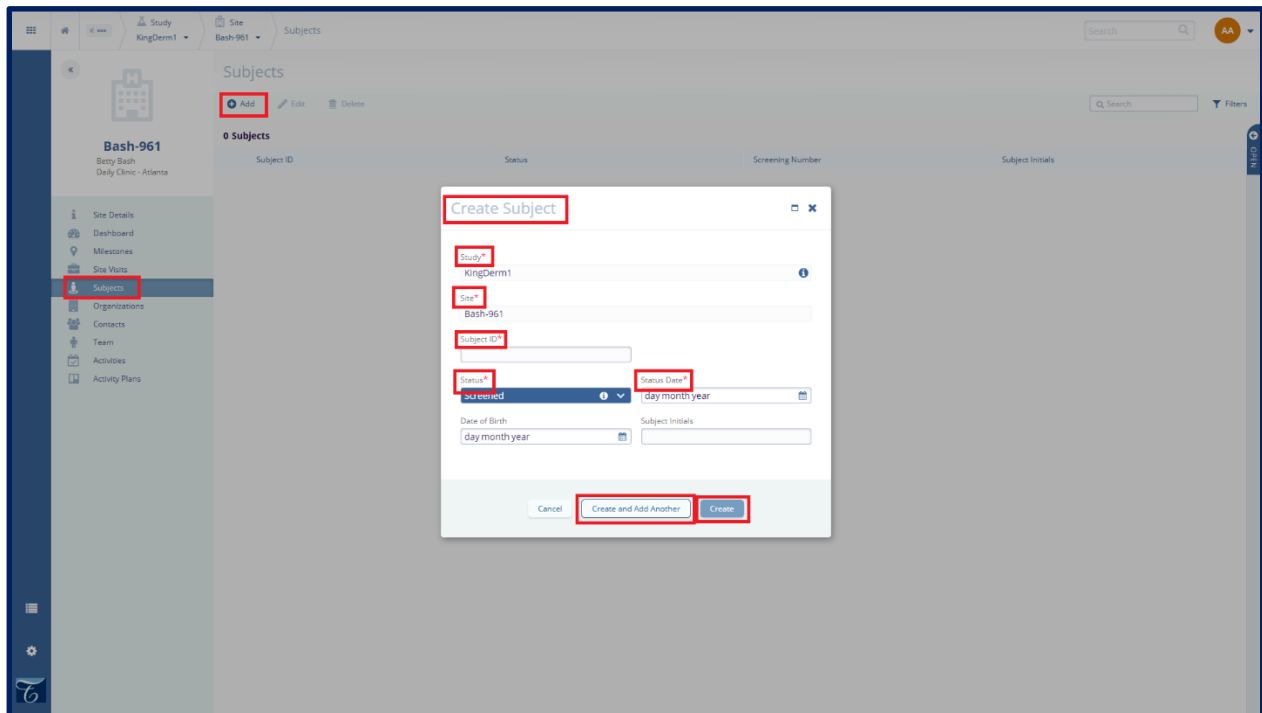 Study
KingDerm1
Site
Bash-961
Subjects
Search
AA
Subjects
Add Edit Delete
Search
Filters
OPEN
Bash-961
Betty Bash
Daily Clinic - Atlanta
0 Subjects
Subject ID Status Screening Number Subject Initials
Site Details
Dashboard
Milestones
Site Visits
Subjects
Organizations
Contacts
Team
Activities
Activity Plans
Create Subject
Study*
KingDerm1
Site*
Bash-961
Subject ID*
Status* Status Date*
Screened day month year
Date of Birth Subject Initials
day month year
Cancel Create and Add Another Create